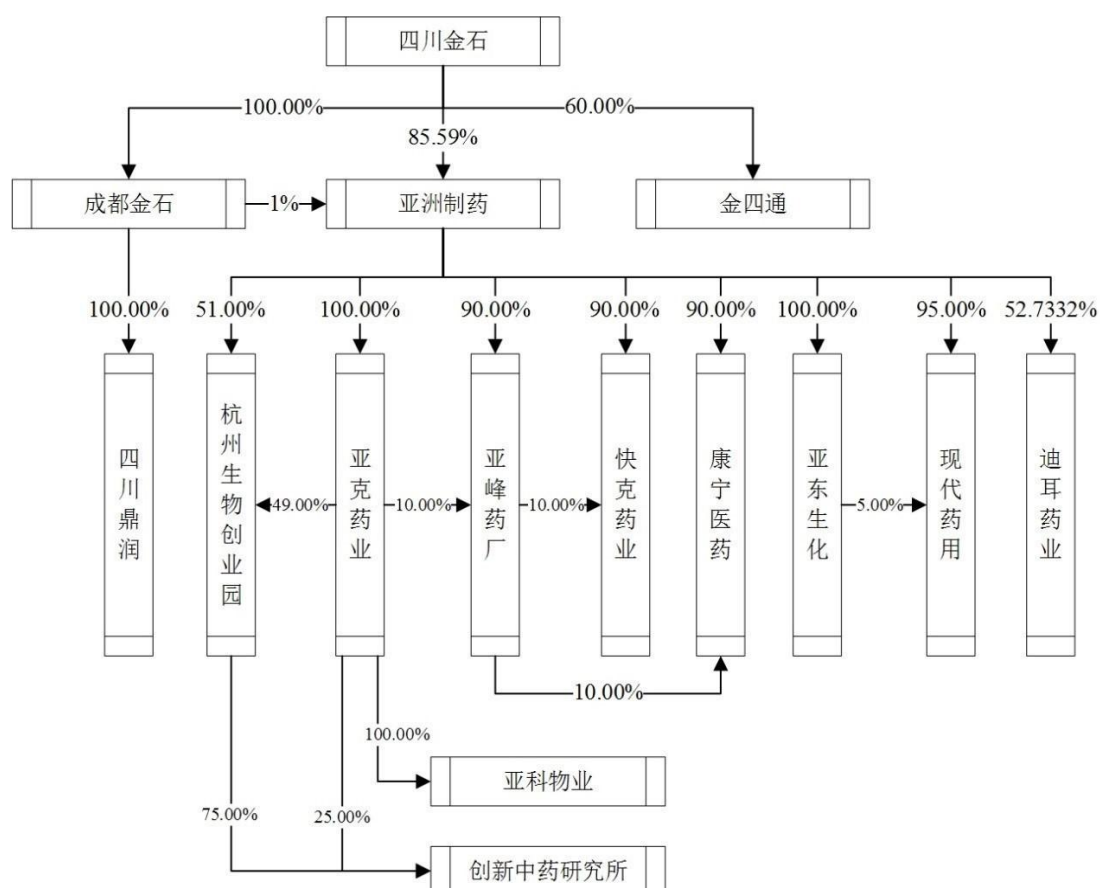 四川金石
100.00%
60.00%
85.59%
成都金石
1%
亚洲制药
金四通
100.00%
51.00%
100.00%
90.00%
90.00%
90.00%
100.00%
95.00%
52.7332%
四川鼎润
杭州生物创业园
49.00%
亚克药业
10.00%
亚峰药厂
10.00%
快克药业
康宁医药
亚东生化
5.00%
现代药用
迪耳药业
10.00%
100.00%
亚科物业
75.00%
25.00%
创新中药研究所